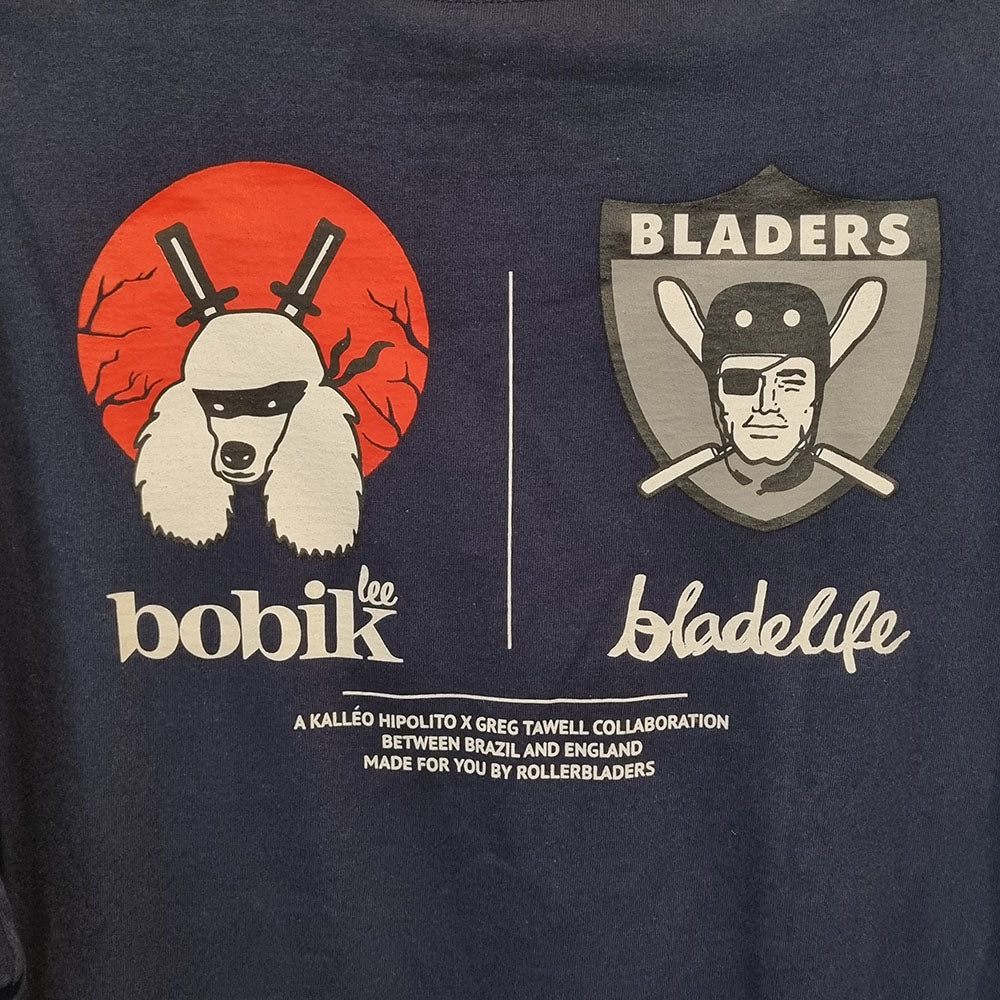 BLADERS
lee
bobik
bladelife
A KALLÉO HIPOLITO X GREG TAWELL COLLABORATION
BETWEEN BRAZIL AND ENGLAND
MADE FOR YOU BY ROLLERBLADERS